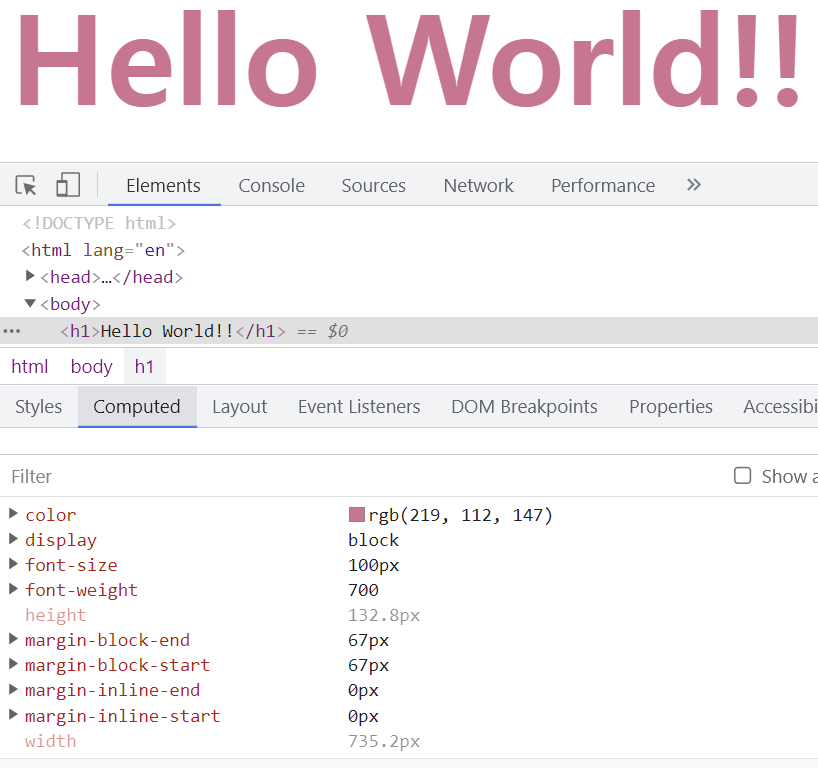 Hello World!!
Elements Console Sources Network Performance »
<!DOCTYPE html>
<html lang="en">
<head>…</head>
<body>
<h1>Hello World!!</h1> == $0
html body h1
Styles Computed Layout Event Listeners DOM Breakpoints Properties Accessibi
Filter Show a
color rgb(219, 112, 147)
display block
font-size 100px
font-weight 700
height 132.8px
margin-block-end 67px
margin-block-start 67px
margin-inline-end 0px
margin-inline-start 0px
width 735.2px